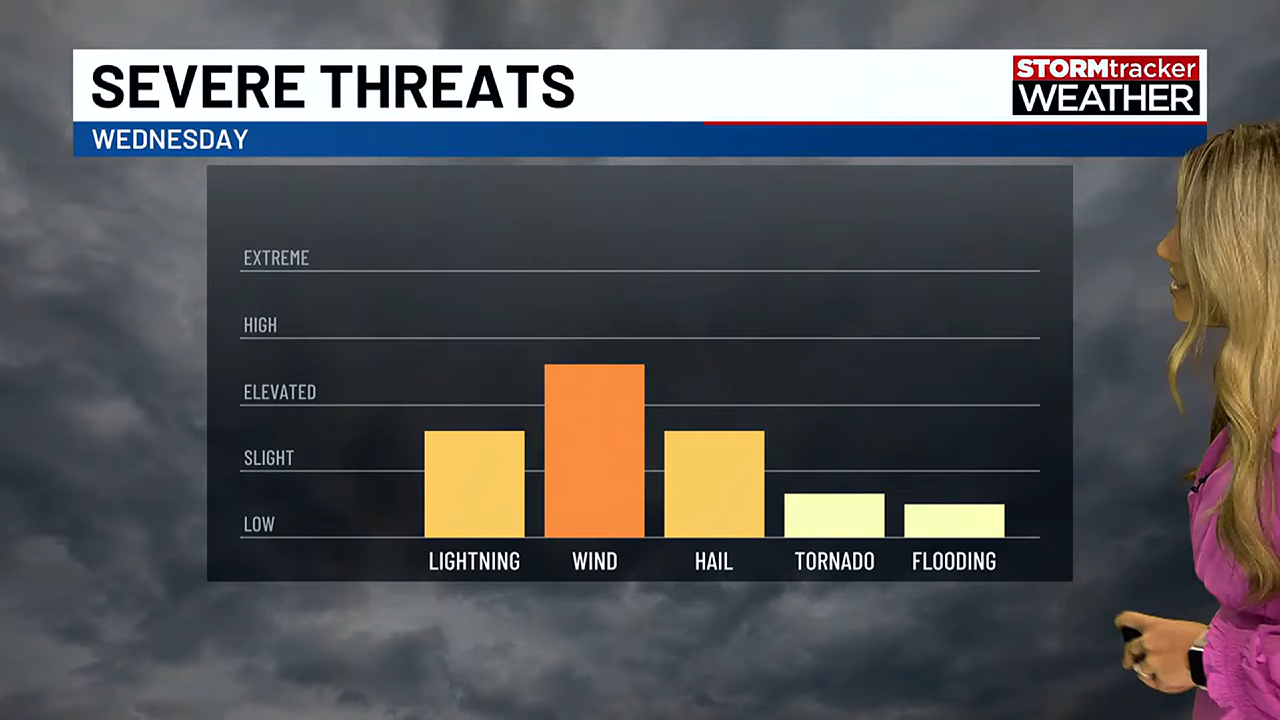 SEVERE THREATS
STORMtracker
WEATHER
WEDNESDAY
EXTREME
HIGH
ELEVATED
SLIGHT
LOW
LIGHTNING WIND HAIL TORNADO FLOODING